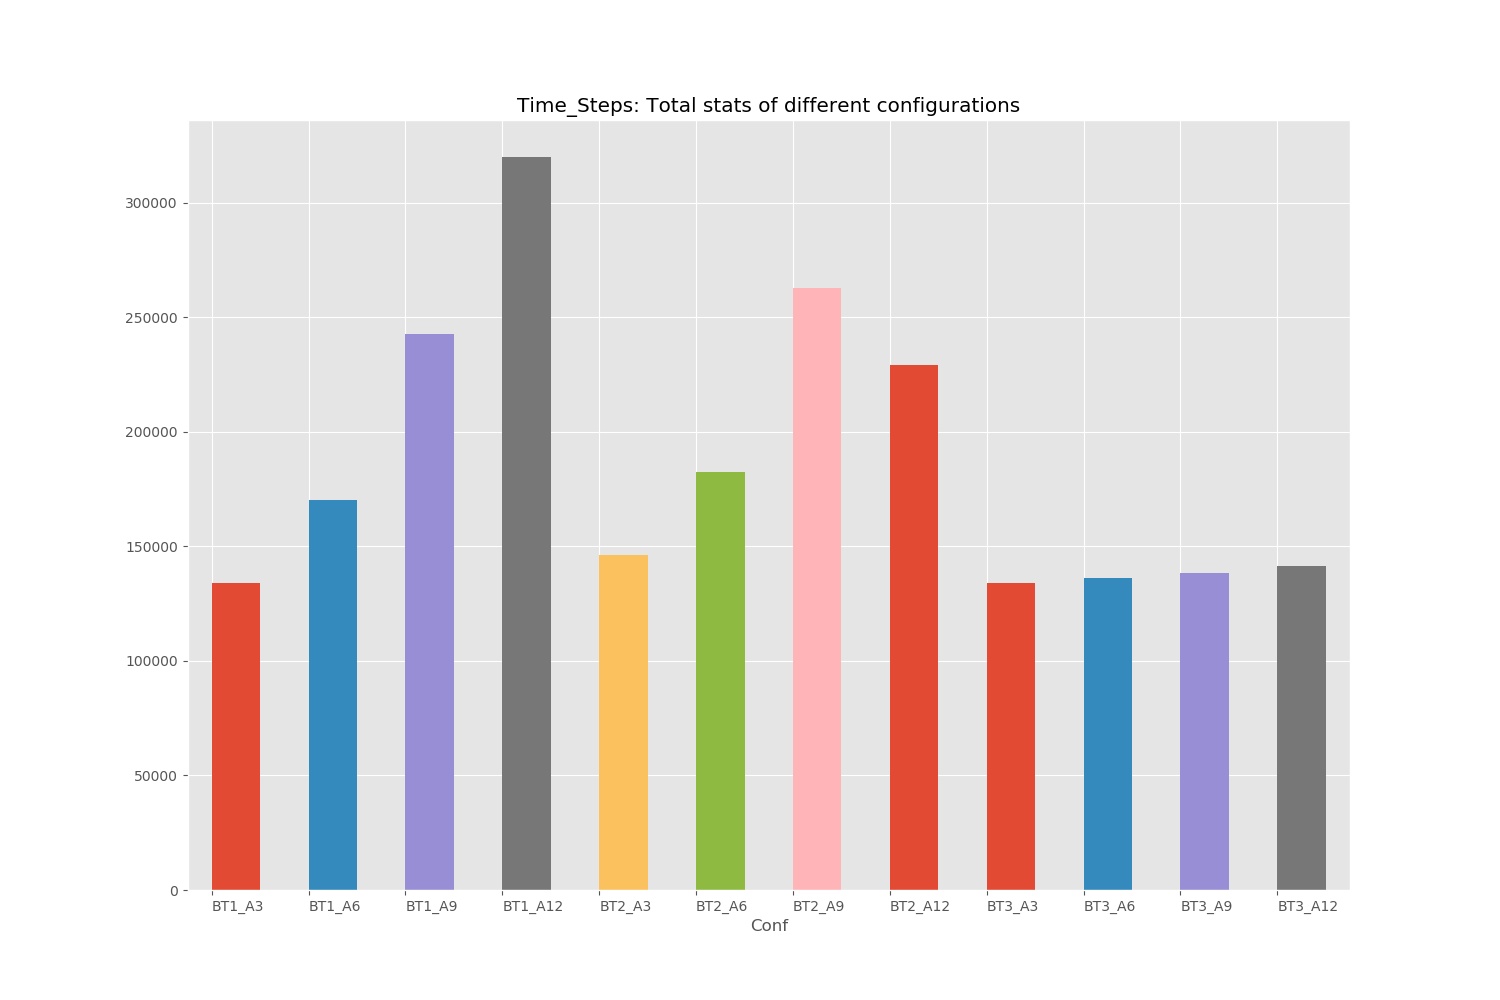 Time_Steps: Total stats of different configurations
300000
250000
200000
150000
100000
50000
0
BT1_A3 BT1_A6 BT1_A9 BT1_A12 BT2_A3 BT2_A6 BT2_A9 BT2_A12 BT3_A3 BT3_A6 BT3_A9 BT3_A12
Conf